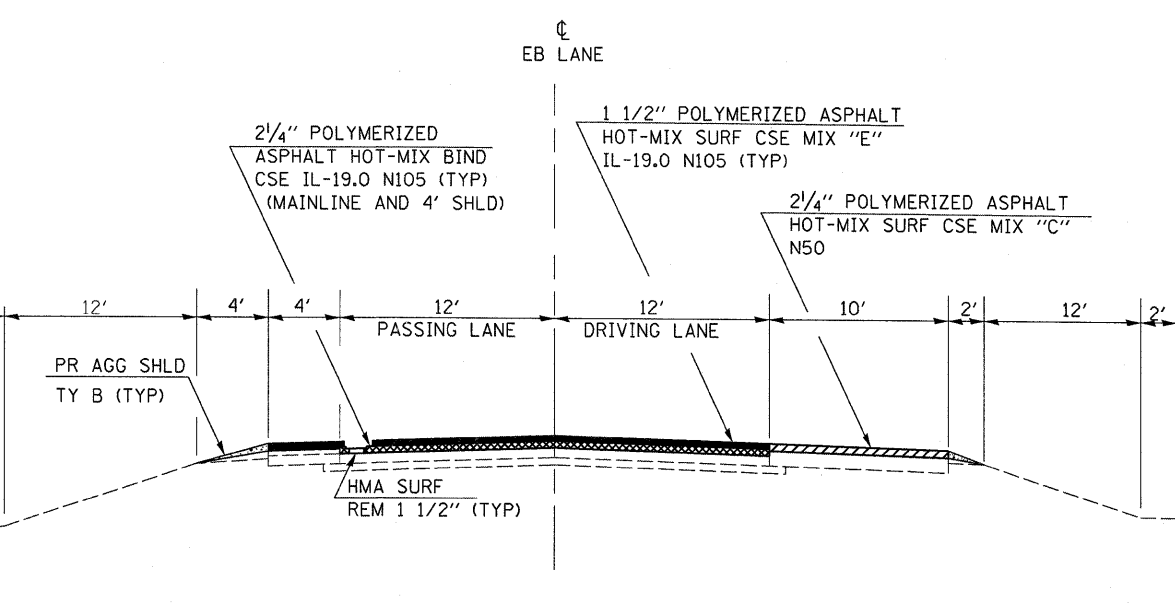 ℄
EB LANE
2¼" POLYMERIZED
ASPHALT HOT-MIX BIND
CSE IL-19.0 N105 (TYP)
(MAINLINE AND 4' SHLD)
1 1/2" POLYMERIZED ASPHALT
HOT-MIX SURF CSE MIX "E"
IL-19.0 N105 (TYP)
2¼" POLYMERIZED ASPHALT
HOT-MIX SURF CSE MIX "C"
N50
12' 4' 4' 12' 12' 10' 2' 12' 2'
PASSING LANE DRIVING LANE
PR AGG SHLD
TY B (TYP)
HMA SURF
REM 1 1/2" (TYP)